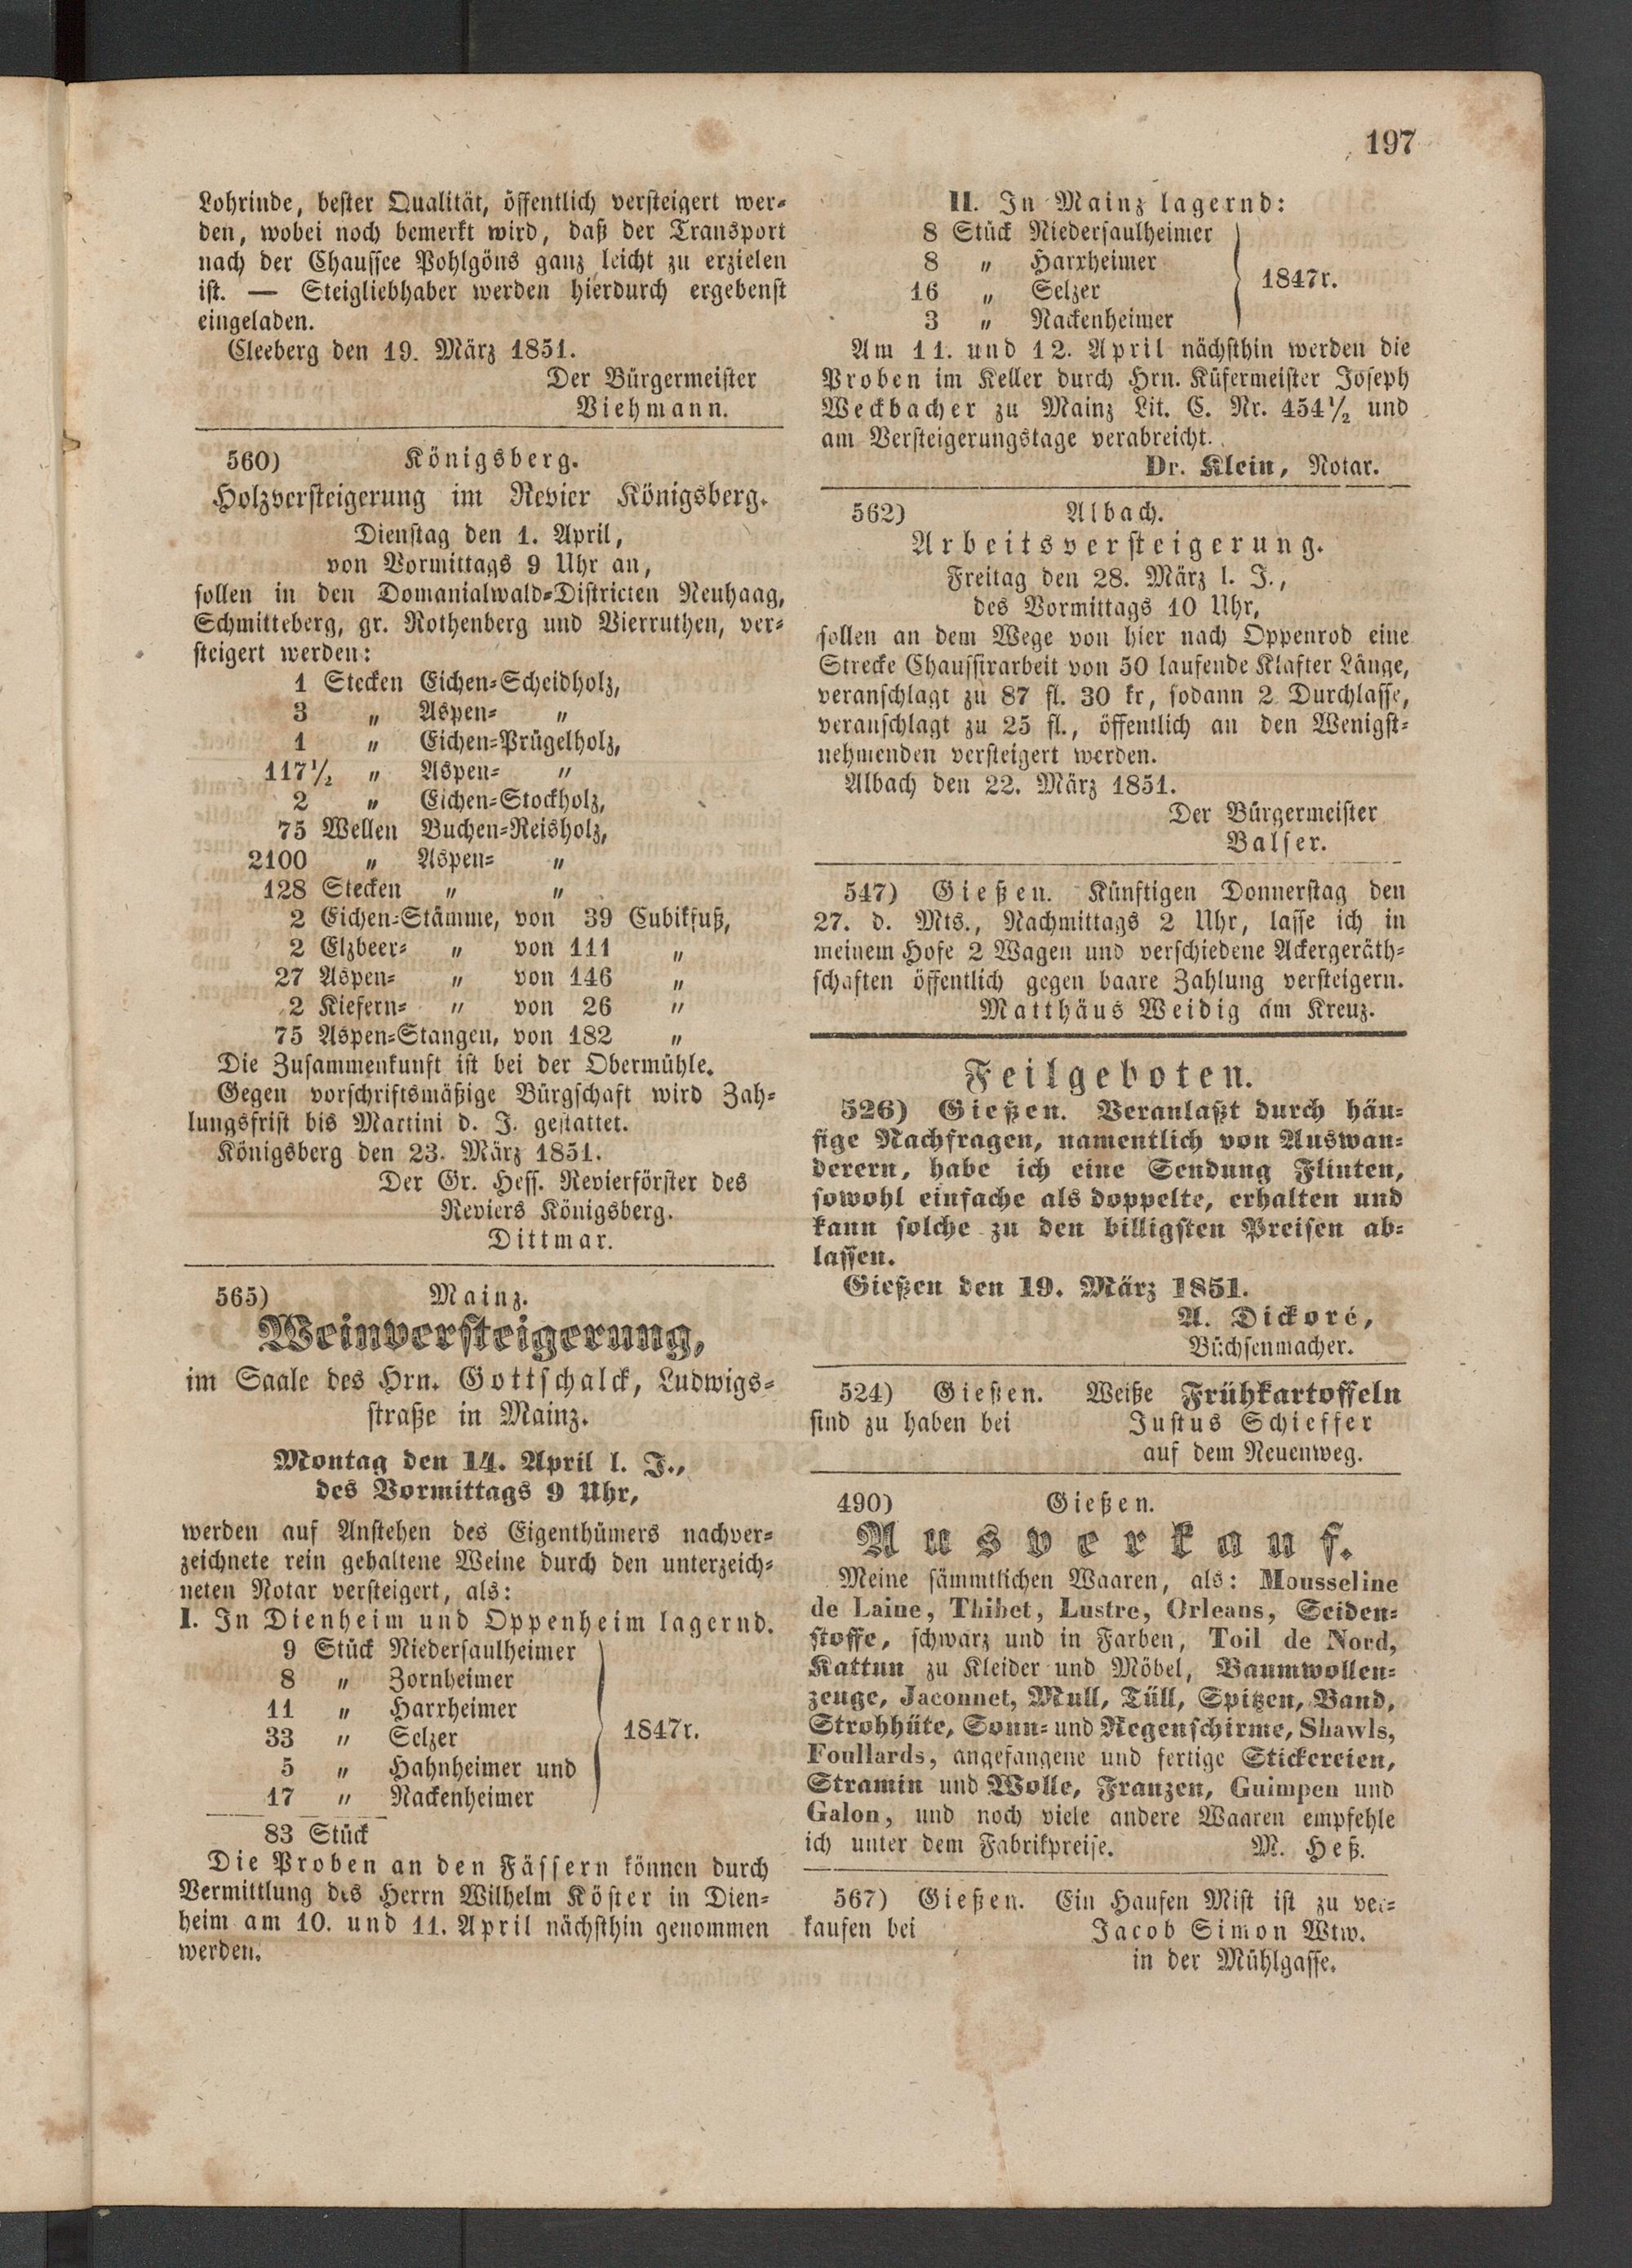 197
Lohrinde, bester Qualität, öffentlich versteigert wer-
den, wobei noch bemerkt wird, daß der Transport
nach der Chaussee Pohlgöns ganz leicht zu erzielen
ist. — Steigliebhaber werden hierdurch ergebenst
eingeladen.
Cleeberg den 19. März 1851.
Der Bürgermeister
Viehmann.
560) Königsberg.
Holzversteigerung im Revier Königsberg.
Dienstag den 1. April,
von Vormittags 9 Uhr an,
sollen in den Domanialwald-Districten Neuhaag,
Schmitteberg, gr. Rothenberg und Vierruthen, ver-
steigert werden:
1 Stecken Eichen-Scheidholz,
3 „ Aspen- „
1 „ Eichen-Prügelholz,
117½ „ Aspen- „
2 „ Eichen-Stockholz,
75 Wellen Buchen-Reisholz,
2100 „ Aspen- „
128 Stecken „ „
2 Eichen-Stämme, von 39 Cubikfuß,
2 Elzbeer- „ von 111 „
27 Aspen- „ von 146 „
2 Kiefern- „ von 26 „
75 Aspen-Stangen, von 182 „
Die Zusammenkunft ist bei der Obermühle.
Gegen vorschriftsmäßige Bürgschaft wird Zah-
lungsfrist bis Martini d. J. gestattet.
Königsberg den 23. März 1851.
Der Gr. Hess. Revierförster des
Reviers Königsberg.
Dittmar.
565) Mainz.
Weinversteigerung,
im Saale des Hrn. Gottschalck, Ludwigs-
straße in Mainz.
Montag den 14. April l. J.,
des Vormittags 9 Uhr,
werden auf Anstehen des Eigenthümers nachver-
zeichnete rein gehaltene Weine durch den unterzeich-
neten Notar versteigert, als:
I. In Dienheim und Oppenheim lagernd.
9 Stück Niedersaulheimer
8 „ Zornheimer
11 „ Harxheimer
33 „ Selzer 1847r.
5 „ Hahnheimer und
17 „ Nackenheimer
83 Stück
Die Proben an den Fässern können durch
Vermittlung des Herrn Wilhelm Köster in Dien-
heim am 10. und 11. April nächsthin genommen
werden.
II. In Mainz lagernd:
8 Stück Niedersaulheimer
8 „ Harxheimer
16 „ Selzer 1847r.
3 „ Nackenheimer
Am 11. und 12. April nächsthin werden die
Proben im Keller durch Hrn. Küfermeister Joseph
Weckbacher zu Mainz Lit. C. Nr. 454½ und
am Versteigerungstage verabreicht.
Dr. Klein, Notar.
562) Albach.
Arbeitsversteigerung.
Freitag den 28. März l. J.,
des Vormittags 10 Uhr,
sollen an dem Wege von hier nach Oppenrod eine
Strecke Chaussirarbeit von 50 laufende Klafter Länge,
veranschlagt zu 87 fl. 30 kr, sodann 2 Durchlasse,
veranschlagt zu 25 fl., öffentlich an den Wenigst-
nehmenden versteigert werden.
Albach den 22. März 1851.
Der Bürgermeister
Balser.
547) Gießen. Künftigen Donnerstag den
27. d. Mts., Nachmittags 2 Uhr, lasse ich in
meinem Hofe 2 Wagen und verschiedene Ackergeräth-
schaften öffentlich gegen baare Zahlung versteigern.
Matthäus Weidig am Kreuz.
Feilgeboten.
526) Gießen. Veranlaßt durch häu-
fige Nachfragen, namentlich von Auswan-
derern, habe ich eine Sendung Flinten,
sowohl einfache als doppelte, erhalten und
kann solche zu den billigsten Preisen ab-
lassen.
Gießen den 19. März 1851.
A. Dickoré,
Büchsenmacher.
524) Gießen. Weiße Frühkartoffeln
sind zu haben bei Justus Schieffer
auf dem Neuenweg.
490) Gießen.
Ausverkauf.
Meine sämmtlichen Waaren, als: Mousseline
de Laine, Thibet, Lustre, Orleans, Seiden-
stoffe, schwarz und in Farben, Toil de Nord,
Kattun zu Kleider und Möbel, Baumwollen-
zeuge, Jaconnet, Mull, Tüll, Spitzen, Band,
Strohhüte, Sonn- und Regenschirme, Shawls,
Foullards, angefangene und fertige Stickereien,
Stramin und Wolle, Franzen, Guimpen und
Galon, und noch viele andere Waaren empfehle
ich unter dem Fabrikpreise. M. Heß.
567) Gießen. Ein Haufen Mist ist zu ver-
kaufen bei Jacob Simon Wtw.
in der Mühlgasse.